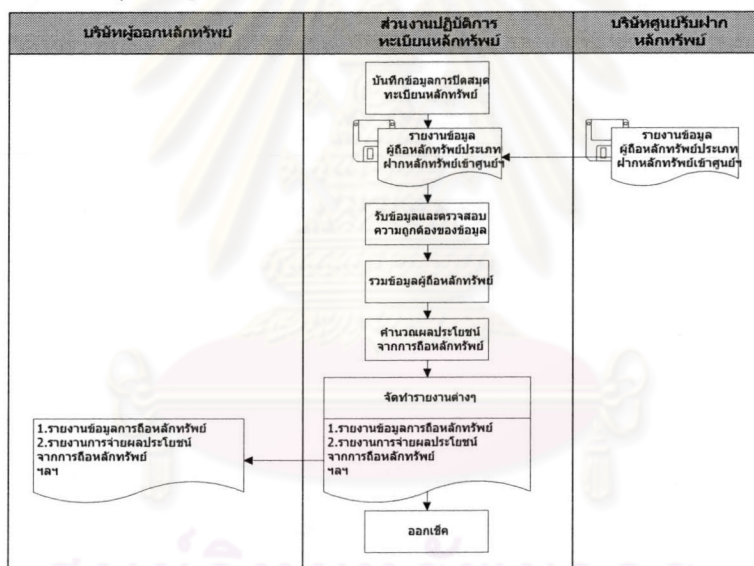 บริษัทผู้ออกหลักทรัพย์
ส่วนงานปฏิบัติการ
ทะเบียนหลักทรัพย์
บริษัทศูนย์รับฝาก
หลักทรัพย์
บันทึกข้อมูลการปิดสมุด
ทะเบียนหลักทรัพย์
รายงานข้อมูล
ผู้ถือหลักทรัพย์ประเภท
ฝากหลักทรัพย์เข้าศูนย์ฯ
รายงานข้อมูล
ผู้ถือหลักทรัพย์ประเภท
ฝากหลักทรัพย์เข้าศูนย์ฯ
รับข้อมูลและตรวจสอบ
ความถูกต้องของข้อมูล
รวมข้อมูลผู้ถือหลักทรัพย์
คำนวณผลประโยชน์
จากการถือหลักทรัพย์
จัดทำรายงานต่างๆ
1.รายงานข้อมูลการถือหลักทรัพย์
2.รายงานการจ่ายผลประโยชน์
จากการถือหลักทรัพย์
ฯลฯ
1.รายงานข้อมูลการถือหลักทรัพย์
2.รายงานการจ่ายผลประโยชน์
จากการถือหลักทรัพย์
ฯลฯ
ออกเช็ค